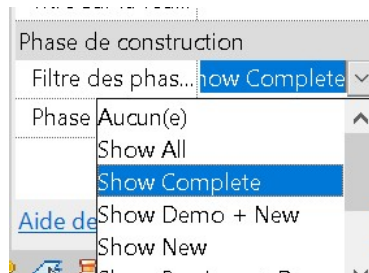 Phase de construction
Filtre des phas... how Complete
Phase Aucun(e)
Show All
Show Complete
Aide de Show Demo + New
Show New